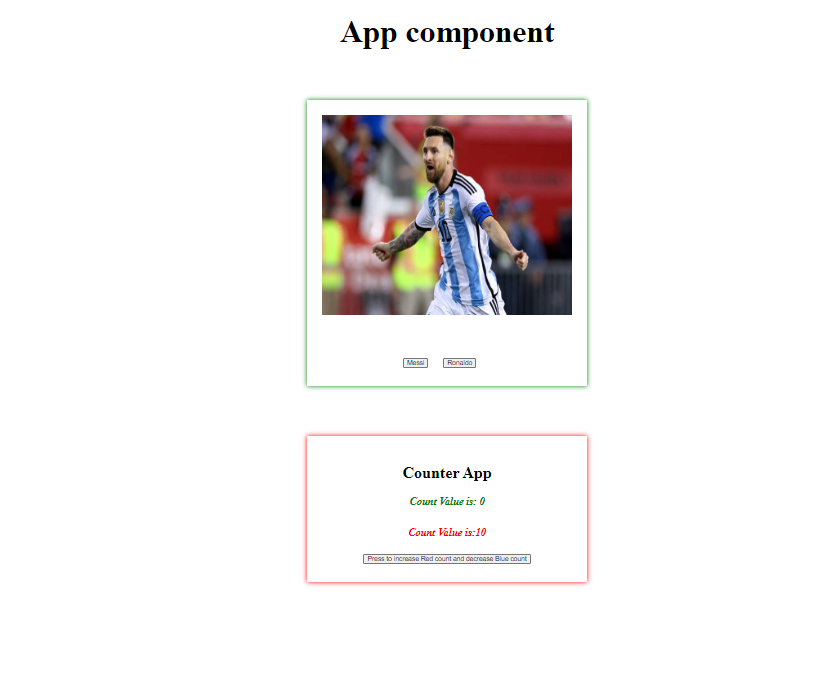 App component
10
Messi Ronaldo
Counter App
Count Value is: 0
Count Value is:10
Press to increase Red count and decrease Blue count